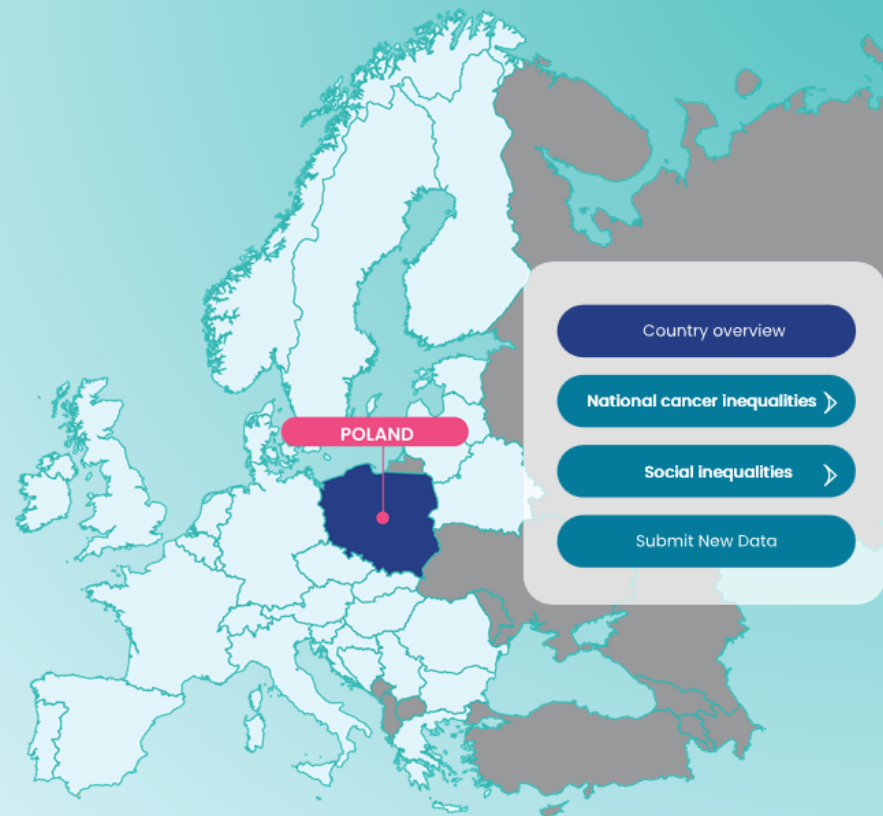 Country overview
National cancer inequalities
POLAND
Social inequalities
Submit New Data